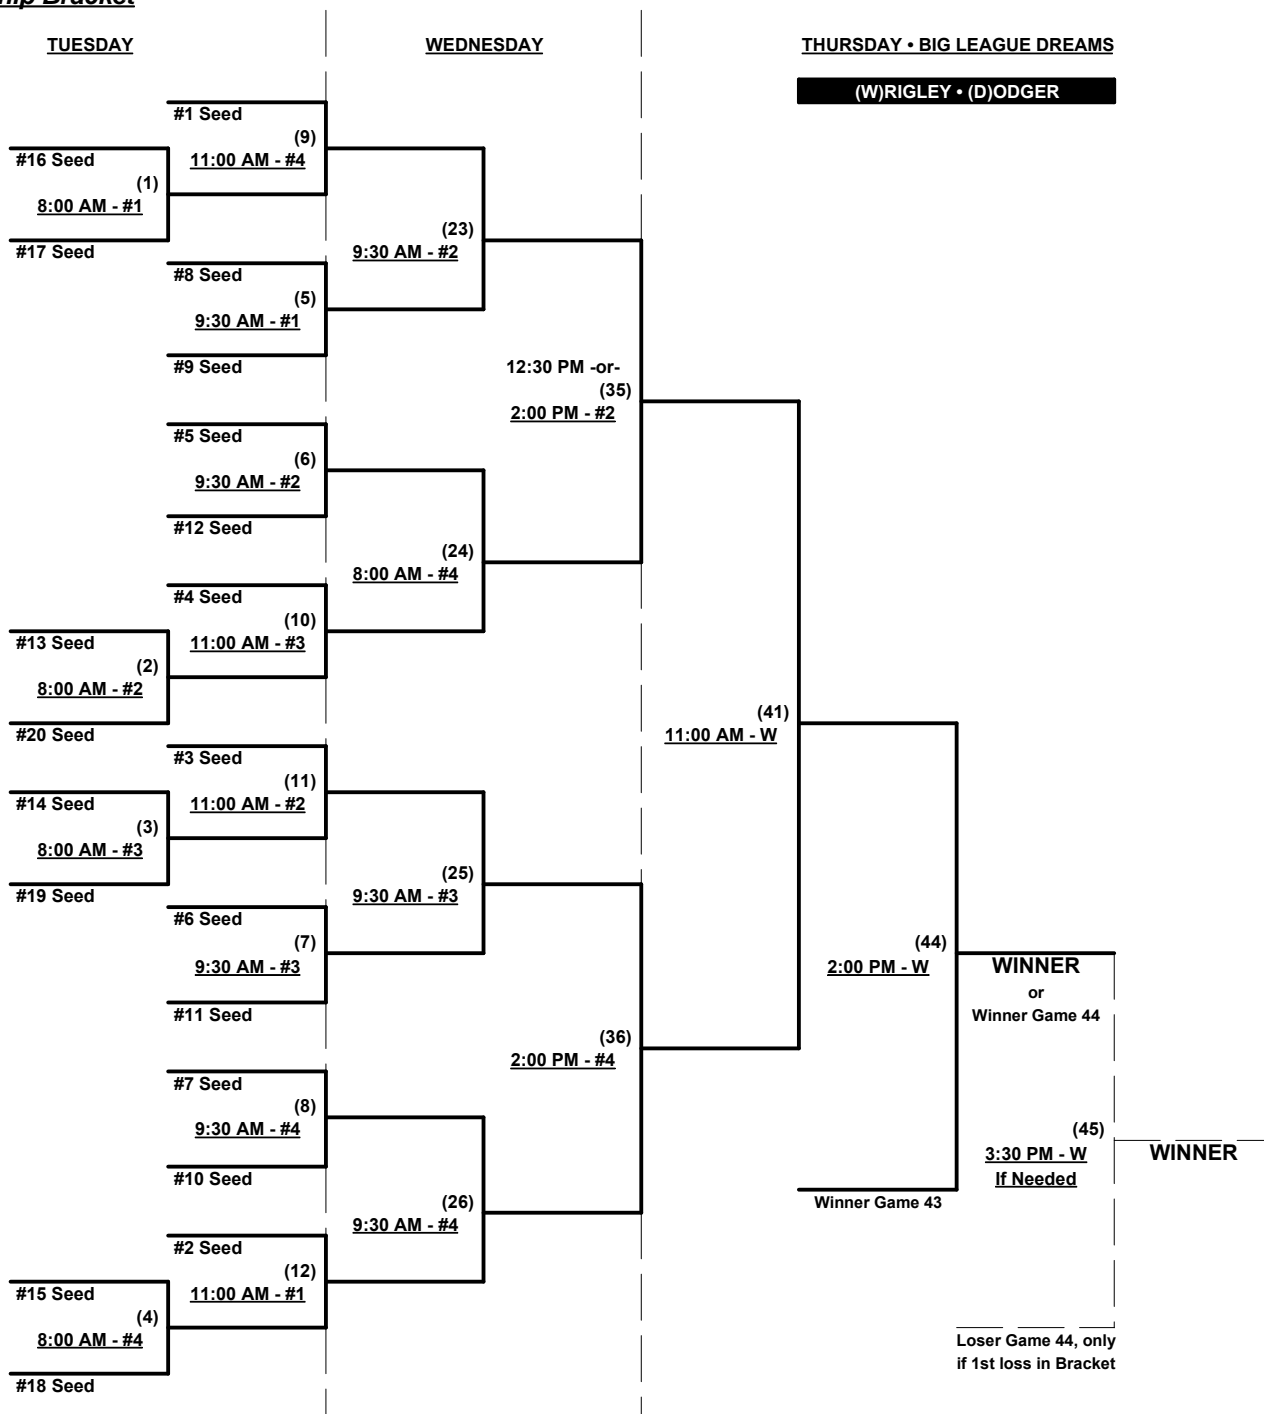 hip Bracket
TUESDAY
WEDNESDAY
THURSDAY • BIG LEAGUE DREAMS
(W)RIGLEY • (D)ODGER
#1 Seed
(9)
11:00 AM - #4
#16 Seed
(1)
8:00 AM - #1
#17 Seed
(23)
9:30 AM - #2
#8 Seed
(5)
9:30 AM - #1
#9 Seed
12:30 PM -or-
(35)
2:00 PM - #2
#5 Seed
(6)
9:30 AM - #2
#12 Seed
(24)
8:00 AM - #4
#4 Seed
(10)
11:00 AM - #3
#13 Seed
(2)
8:00 AM - #2
#20 Seed
(41)
11:00 AM - W
#3 Seed
(11)
11:00 AM - #2
#14 Seed
(3)
8:00 AM - #3
#19 Seed
(25)
9:30 AM - #3
#6 Seed
(7)
9:30 AM - #3
#11 Seed
(44)
2:00 PM - W
WINNER
or
Winner Game 44
(36)
2:00 PM - #4
#7 Seed
(8)
9:30 AM - #4
#10 Seed
(45)
3:30 PM - W
If Needed
WINNER
Winner Game 43
(26)
9:30 AM - #4
#2 Seed
(12)
11:00 AM - #1
#15 Seed
(4)
8:00 AM - #4
#18 Seed
Loser Game 44, only
if 1st loss in Bracket